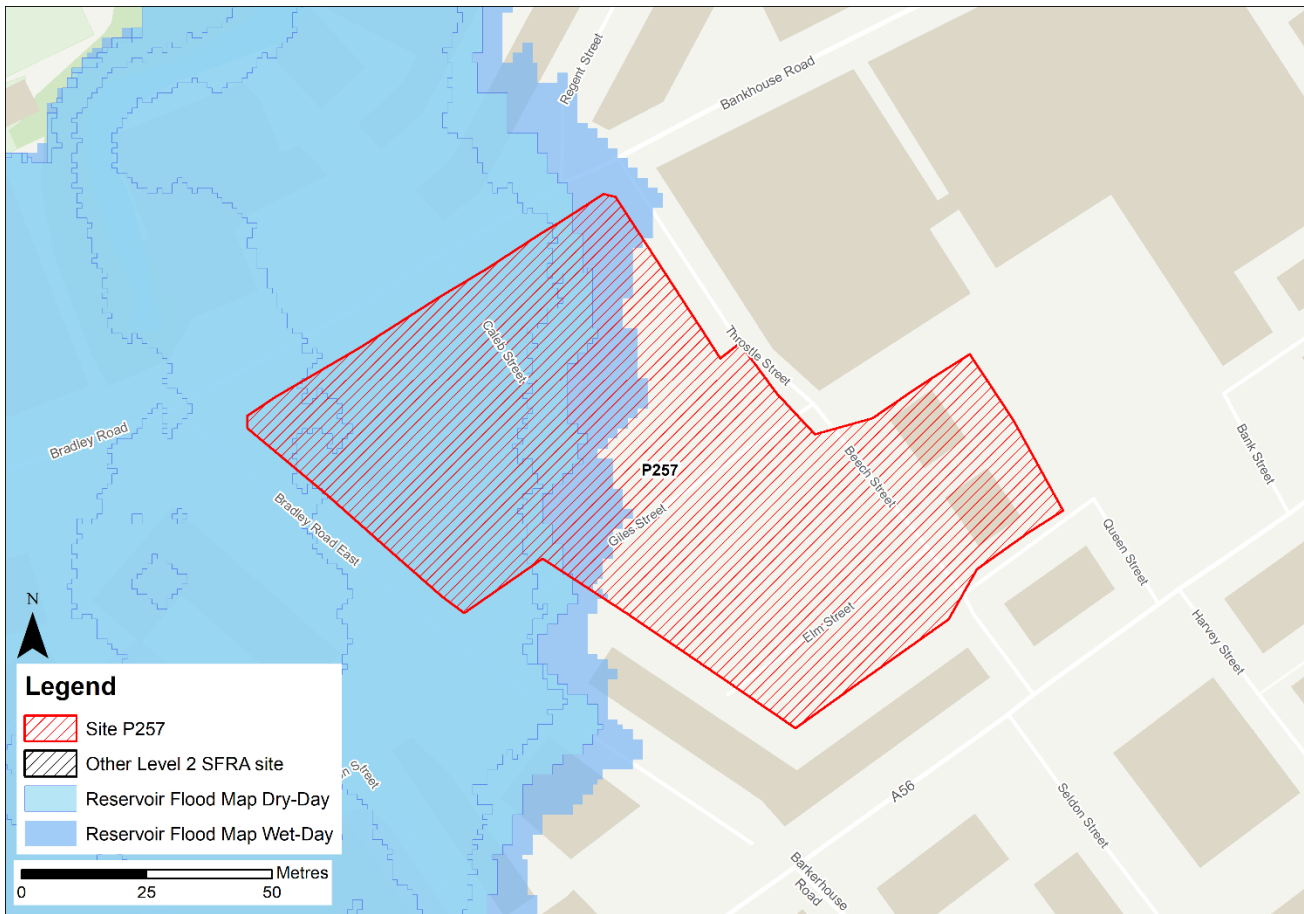 Regent Street
Bankhouse Road
Caleb Street
Throstle Street
Bradley Road
P257
Beech Street
Bank Street
Bradley Road East
Giles Street
Queen Street
N
Elm Street
Harvey Street
Legend
Site P257
Other Level 2 SFRA site
Reservoir Flood Map Dry-Day
Reservoir Flood Map Wet-Day
Metres
0 25 50
Street
A56
Seldon Street
Barkerhouse
Road